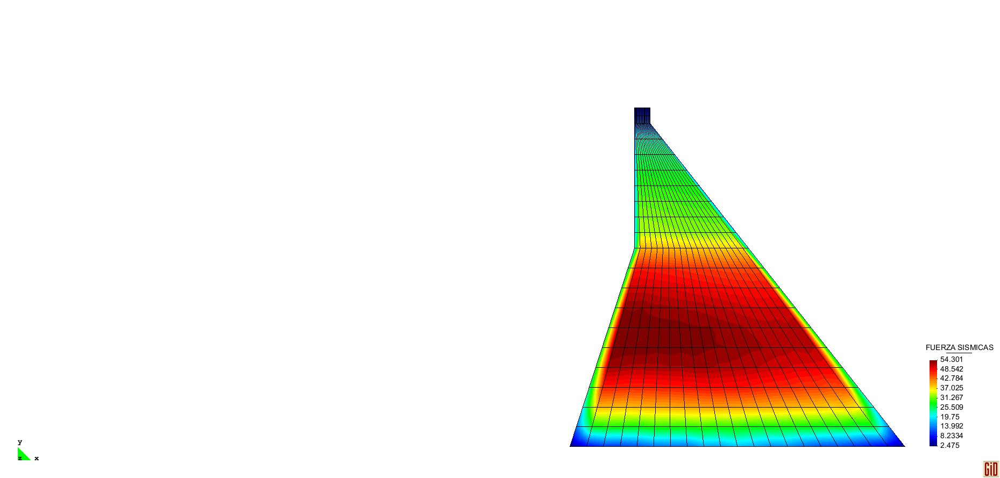 FUERZA SISMICAS
54.301
48.542
42.784
37.025
31.267
25.509
19.75
13.992
8.2334
2.475
y
z x
GiD